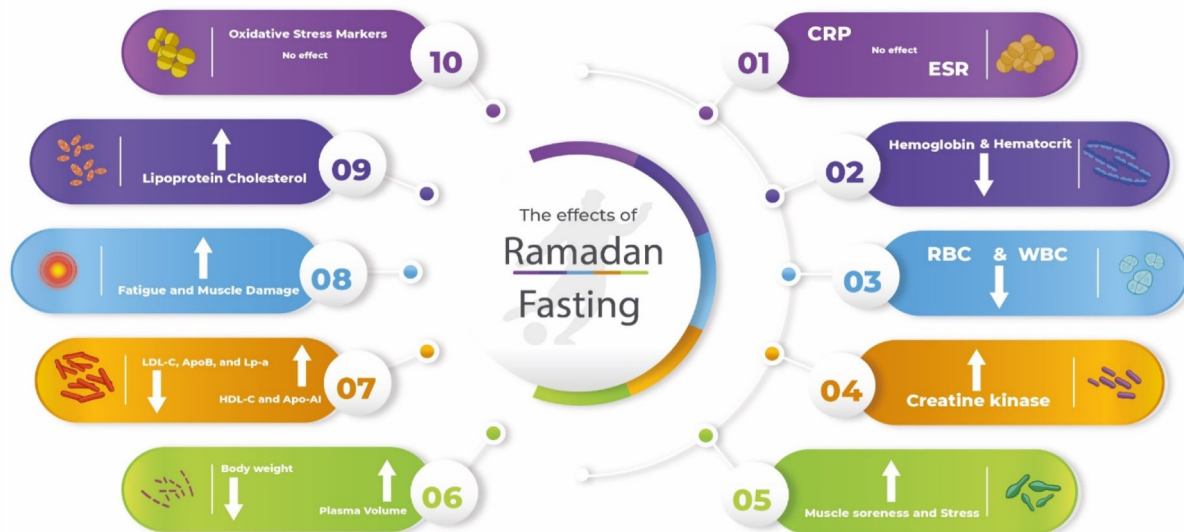 The effects of
Ramadan
Fasting
01
CRP
No effect
ESR
02
Hemoglobin & Hematocrit
03
RBC & WBC
04
Creatine kinase
05
Muscle soreness and Stress
06
Body weight
Plasma Volume
07
LDL-C, ApoB, and Lp-a
HDL-C and Apo-AI
08
Fatigue and Muscle Damage
09
Lipoprotein Cholesterol
10
Oxidative Stress Markers
No effect